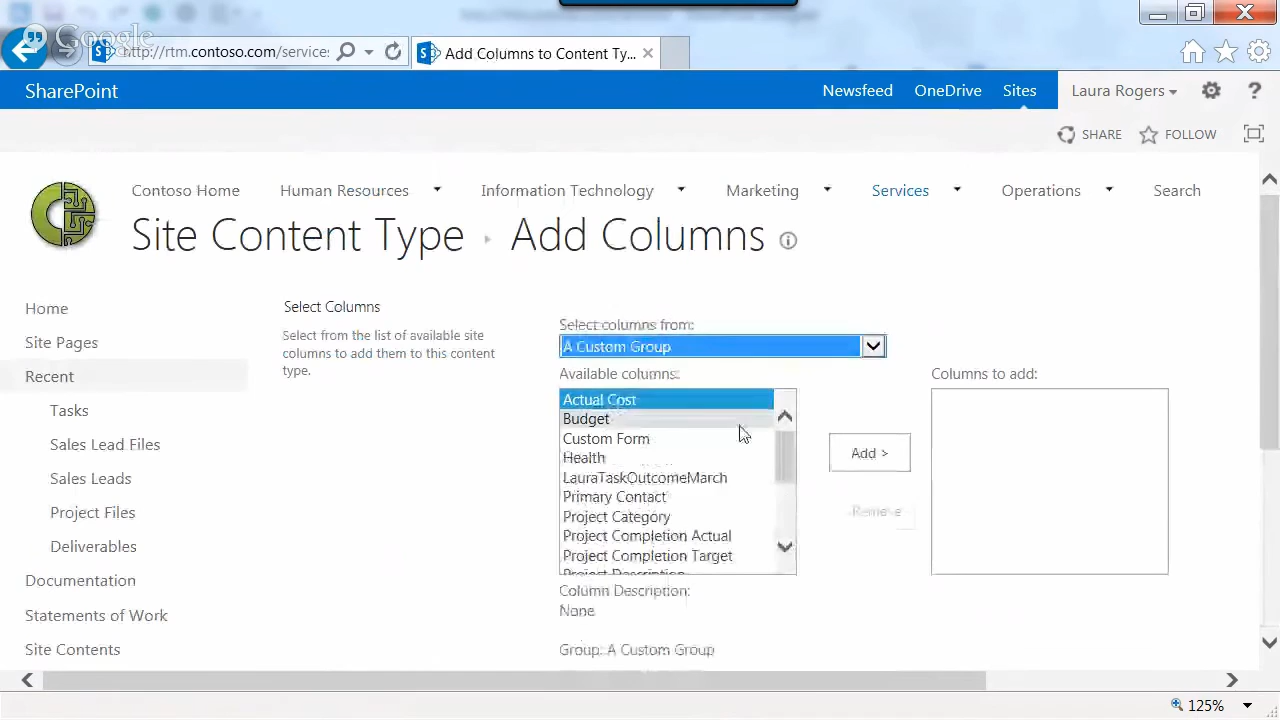 Google
http://rtm.contoso.com/service:
Add Columns to Content Ty...
SharePoint
Newsfeed
OneDrive
Sites
Laura Rogers
?
SHARE
FOLLOW
Contoso Home
Human Resources
Information Technology
Marketing
Services
Operations
Search
Site Content Type
Add Columns
Home
Site Pages
Recent
Tasks
Sales Lead Files
Sales Leads
Project Files
Deliverables
Documentation
Statements of Work
Site Contents
Select Columns
Select from the list of available site
columns to add them to this content
type.
Select columns from:
A Custom Group
Available columns:
Actual Cost
Budget
Custom Form
Health
LauraTaskOutcomeMarch
Primary Contact
Project Category
Project Completion Actual
Project Completion Target
Project Description
Add >
Remove
Columns to add:
Column Description:
None
Group: A Custom Group
125%